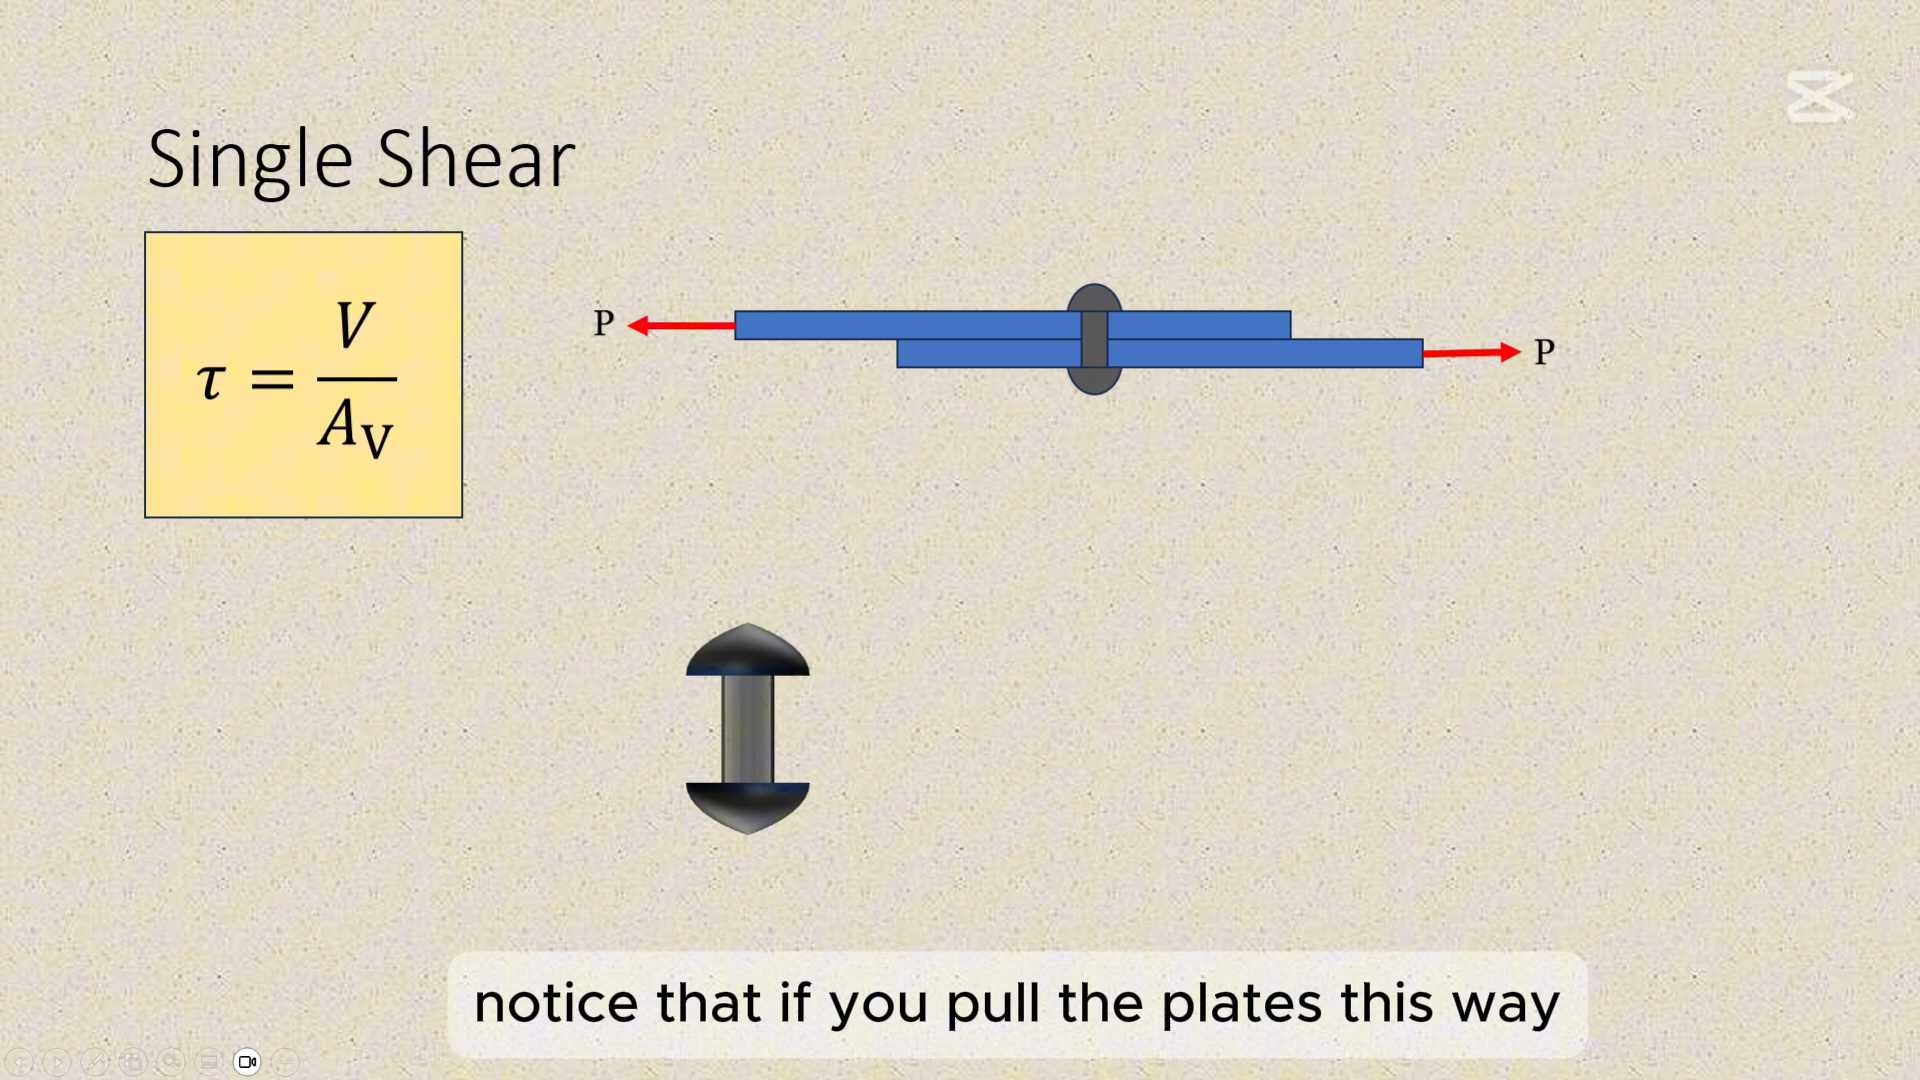 Single Shear
τ = V / A_V
P
P
notice that if you pull the plates this way